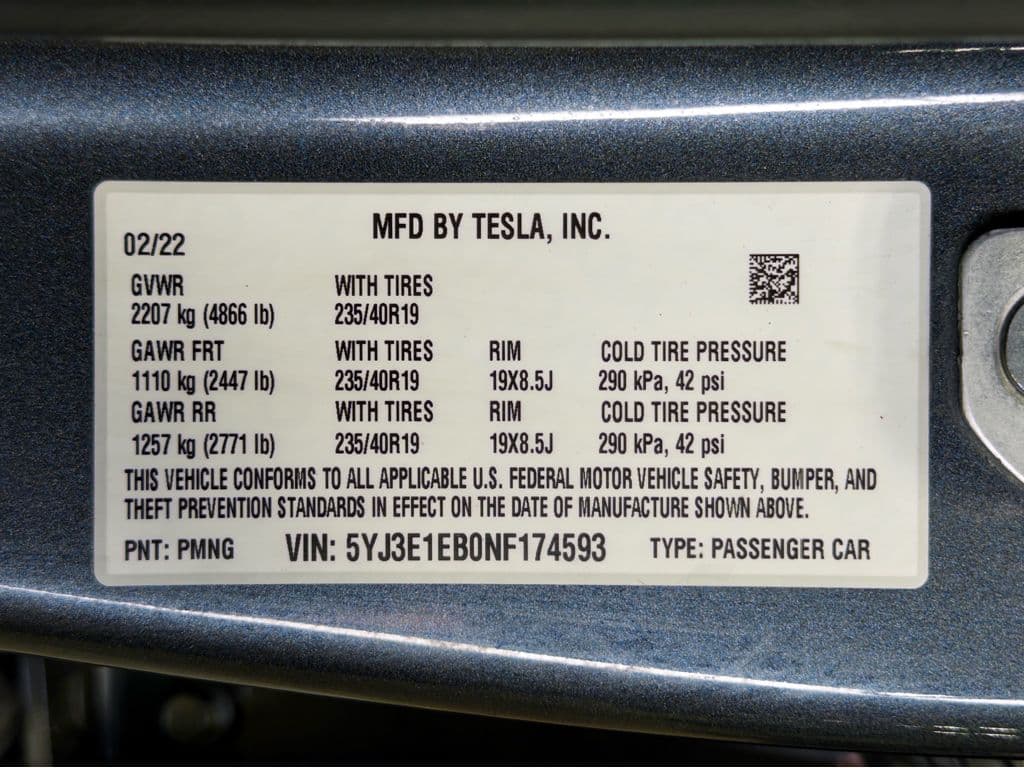 MFD BY TESLA, INC.
02/22
GVWR WITH TIRES
2207 kg (4866 lb) 235/40R19
GAWR FRT WITH TIRES RIM COLD TIRE PRESSURE
1110 kg (2447 lb) 235/40R19 19X8.5J 290 kPa, 42 psi
GAWR RR WITH TIRES RIM COLD TIRE PRESSURE
1257 kg (2771 lb) 235/40R19 19X8.5J 290 kPa, 42 psi
THIS VEHICLE CONFORMS TO ALL APPLICABLE U.S. FEDERAL MOTOR VEHICLE SAFETY, BUMPER, AND
THEFT PREVENTION STANDARDS IN EFFECT ON THE DATE OF MANUFACTURE SHOWN ABOVE.
PNT: PMNG VIN: 5YJ3E1EB0NF174593 TYPE: PASSENGER CAR